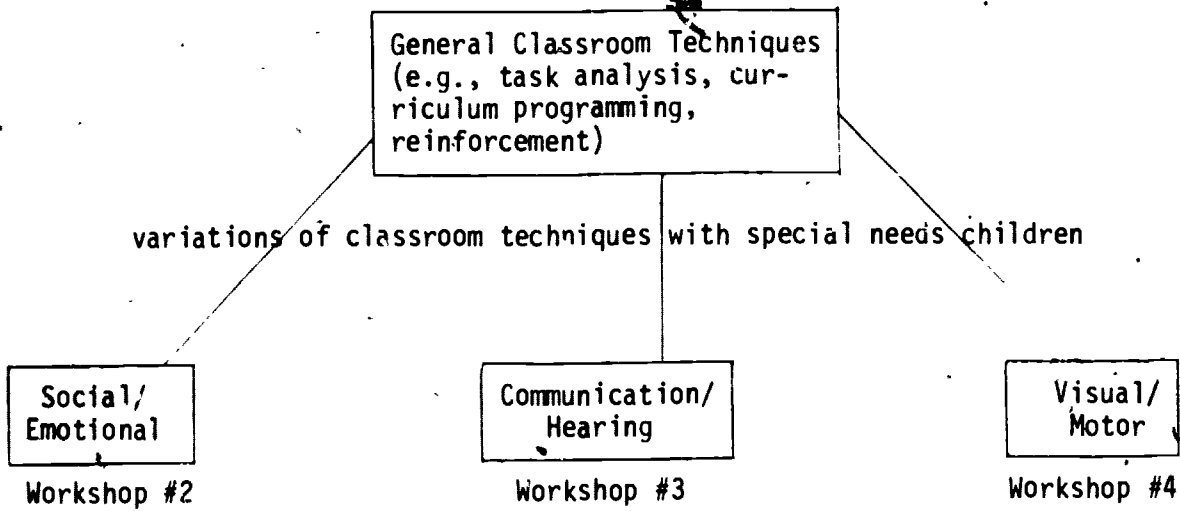 General Classroom Techniques
(e.g., task analysis, cur-
riculum programming,
reinforcement)
variations of classroom techniques with special needs children
Social/
Emotional
Workshop #2
Communication/
Hearing
Workshop #3
Visual/
Motor
Workshop #4